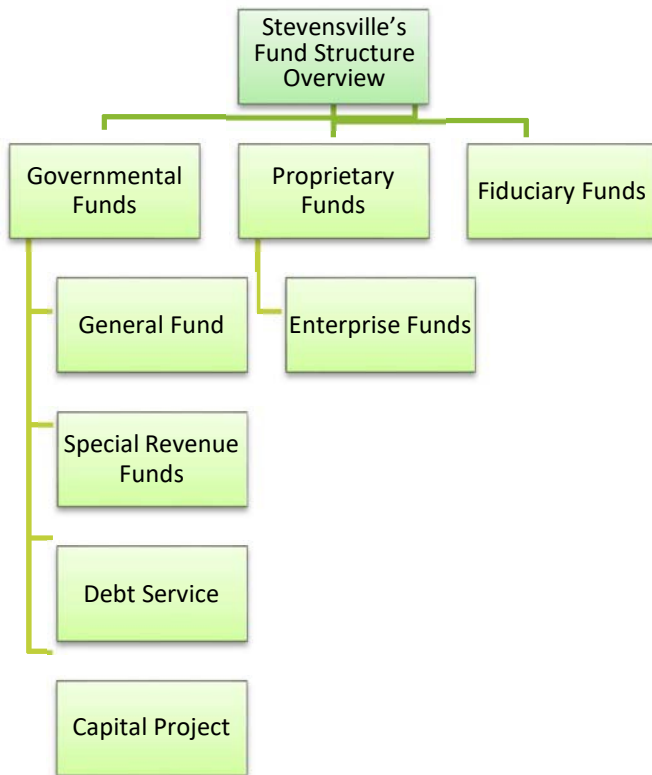 Stevensville’s
Fund Structure
Overview
Governmental
Funds
Proprietary
Funds
Fiduciary Funds
General Fund
Enterprise Funds
Special Revenue
Funds
Debt Service
Capital Project